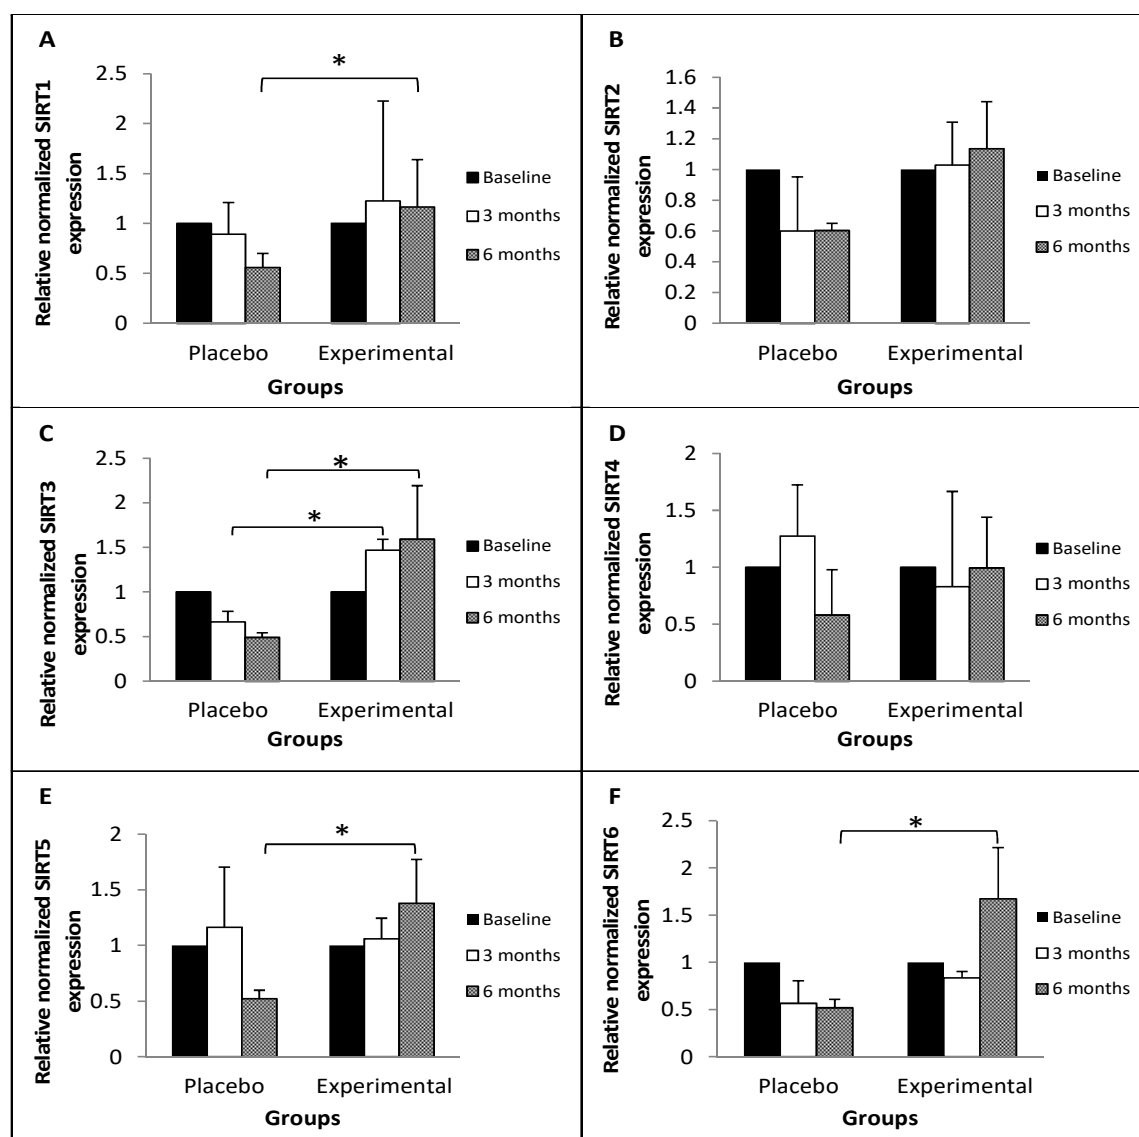 A
Relative normalized SIRT1
expression
2.5
2
1.5
1
0.5
0
*
Baseline
3 months
6 months
Placebo
Experimental
Groups
B
Relative normalized SIRT2
expression
1.6
1.4
1.2
1
0.8
0.6
0.4
0.2
0
Baseline
3 months
6 months
Placebo
Experimental
Groups
C
Relative normalized SIRT3
expression
2.5
2
1.5
1
0.5
0
*
*
Baseline
3 months
6 months
Placebo
Experimental
Groups
D
Relative normalized SIRT4
expression
2
1.5
1
0.5
0
Baseline
3 months
6 months
Placebo
Experimental
Groups
E
Relative normalized SIRT5
expression
2
1.5
1
0.5
0
*
Baseline
3 months
6 months
Placebo
Experimental
Groups
F
Relative normalized SIRT6
expression
2.5
2
1.5
1
0.5
0
*
Baseline
3 months
6 months
Placebo
Experimental
Groups